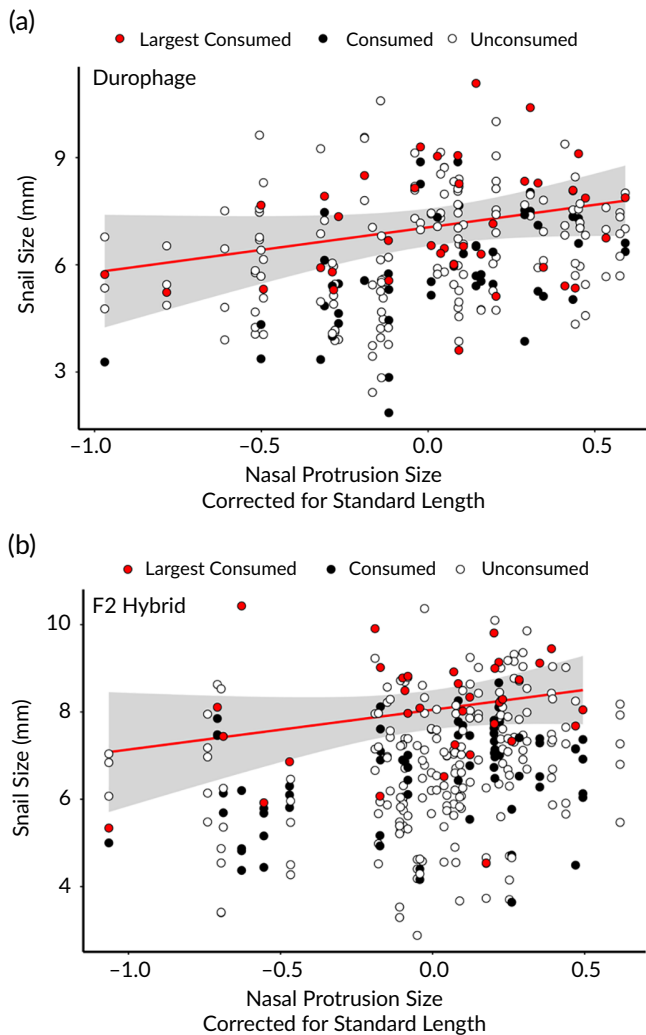 (a)
Largest Consumed Consumed Unconsumed
Durophage
9
6
3
Snail Size (mm)
−1.0 −0.5 0.0 0.5
Nasal Protrusion Size
Corrected for Standard Length
(b)
Largest Consumed Consumed Unconsumed
F2 Hybrid
10
8
6
4
Snail Size (mm)
−1.0 −0.5 0.0 0.5
Nasal Protrusion Size
Corrected for Standard Length